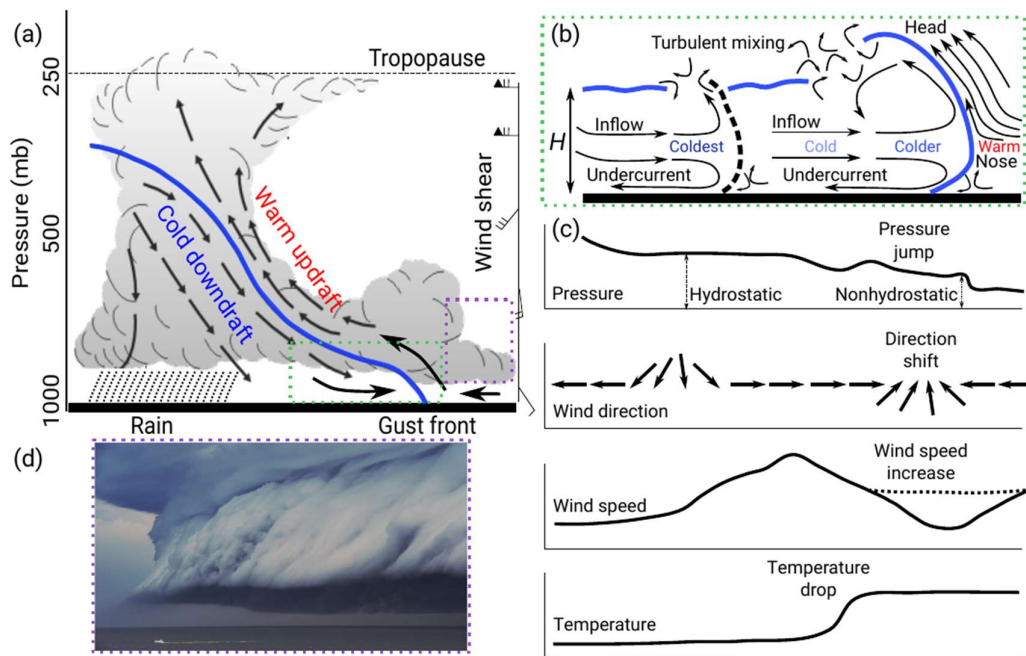 (a)
Tropopause
250
500
1000
Pressure (mb)
Cold downdraft
Warm updraft
Wind shear
Rain
Gust front
(b)
Turbulent mixing
Head
H
Inflow
Coldest
Undercurrent
Inflow
Cold
Colder
Undercurrent
Warm
Nose
(c)
Pressure
jump
Pressure
Hydrostatic
Nonhydrostatic
Direction
shift
Wind direction
Wind speed
increase
Wind speed
Temperature
drop
Temperature
(d)